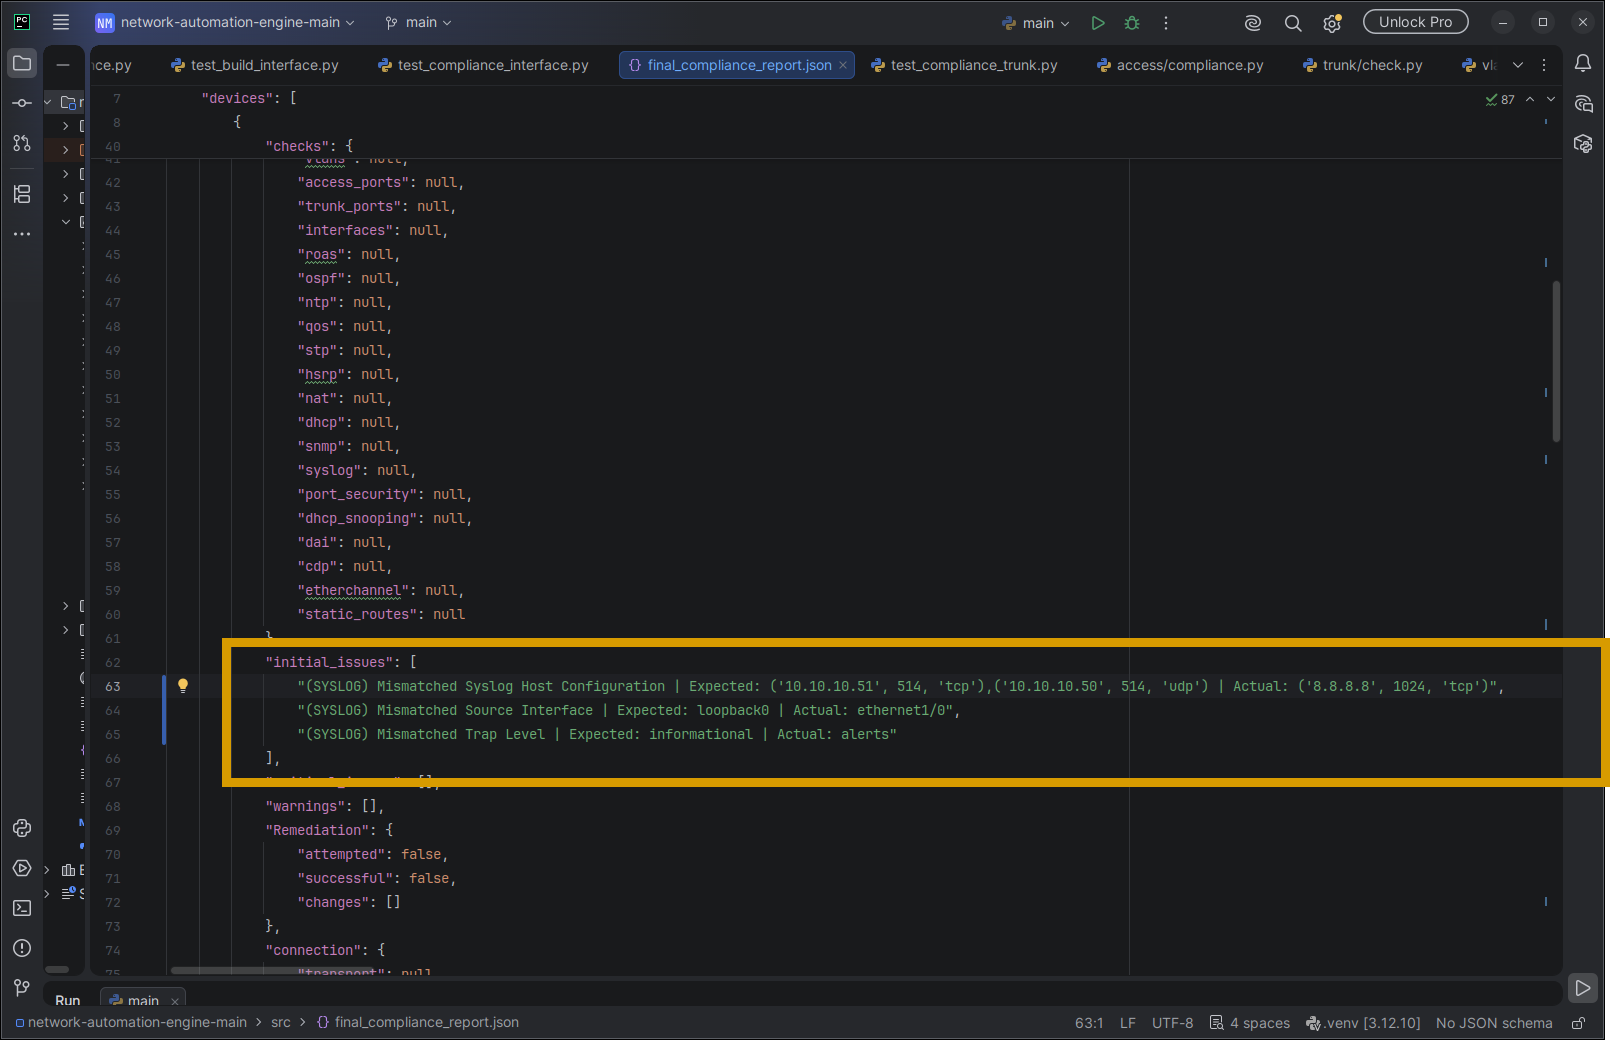 PC
NM network-automation-engine-main
main
main
Unlock Pro
nce.py
test_build_interface.py
test_compliance_interface.py
{} final_compliance_report.json
test_compliance_trunk.py
access/compliance.py
trunk/check.py
87
7 "devices": [
8 {
40 "checks": {
41 "vlans": null,
42 "access_ports": null,
43 "trunk_ports": null,
44 "interfaces": null,
45 "roas": null,
46 "ospf": null,
47 "ntp": null,
48 "qos": null,
49 "stp": null,
50 "hsrp": null,
51 "nat": null,
52 "dhcp": null,
53 "snmp": null,
54 "syslog": null,
55 "port_security": null,
56 "dhcp_snooping": null,
57 "dai": null,
58 "cdp": null,
59 "etherchannel": null,
60 "static_routes": null
61
62 "initial_issues": [
63 "(SYSLOG) Mismatched Syslog Host Configuration | Expected: ('10.10.10.51', 514, 'tcp'),('10.10.10.50', 514, 'udp') | Actual: ('8.8.8.8', 1024, 'tcp')",
64 "(SYSLOG) Mismatched Source Interface | Expected: loopback0 | Actual: ethernet1/0",
65 "(SYSLOG) Mismatched Trap Level | Expected: informational | Actual: alerts"
66 ],
67
68 "warnings": [],
69 "Remediation": {
70 "attempted": false,
71 "successful": false,
72 "changes": []
73 },
74 "connection": {
75 "transport": null
Run
main
network-automation-engine-main > src > {} final_compliance_report.json
63:1 LF UTF-8 4 spaces .venv [3.12.10] No JSON schema